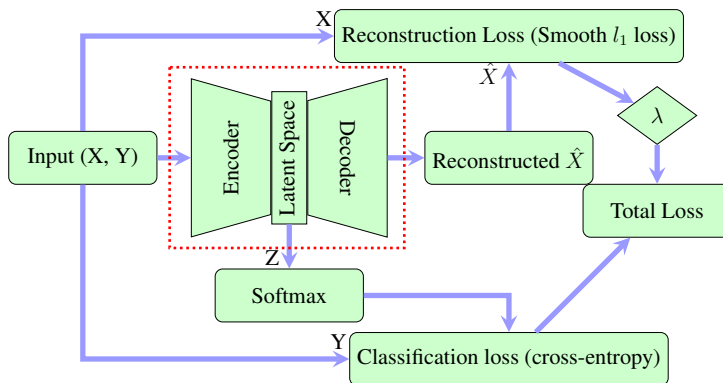 X
Reconstruction Loss (Smooth l₁ loss)
X̂
λ
Input (X, Y)
Encoder
Latent Space
Decoder
Reconstructed X̂
Total Loss
Z
Softmax
Y
Classification loss (cross-entropy)